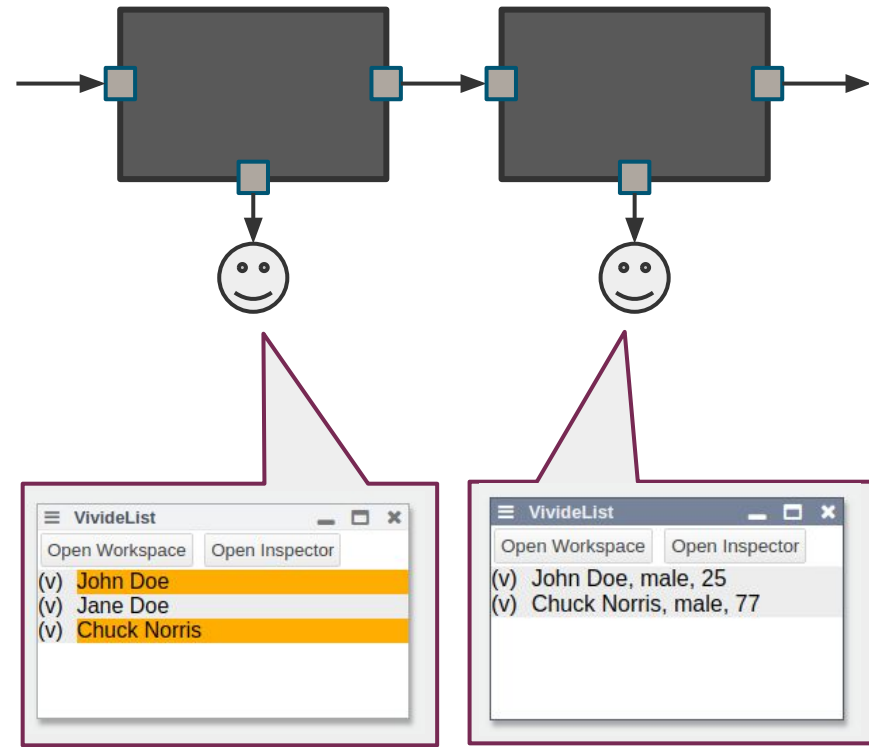 VivideList
Open Workspace Open Inspector
(v) John Doe
(v) Jane Doe
(v) Chuck Norris
VivideList
Open Workspace Open Inspector
(v) John Doe, male, 25
(v) Chuck Norris, male, 77